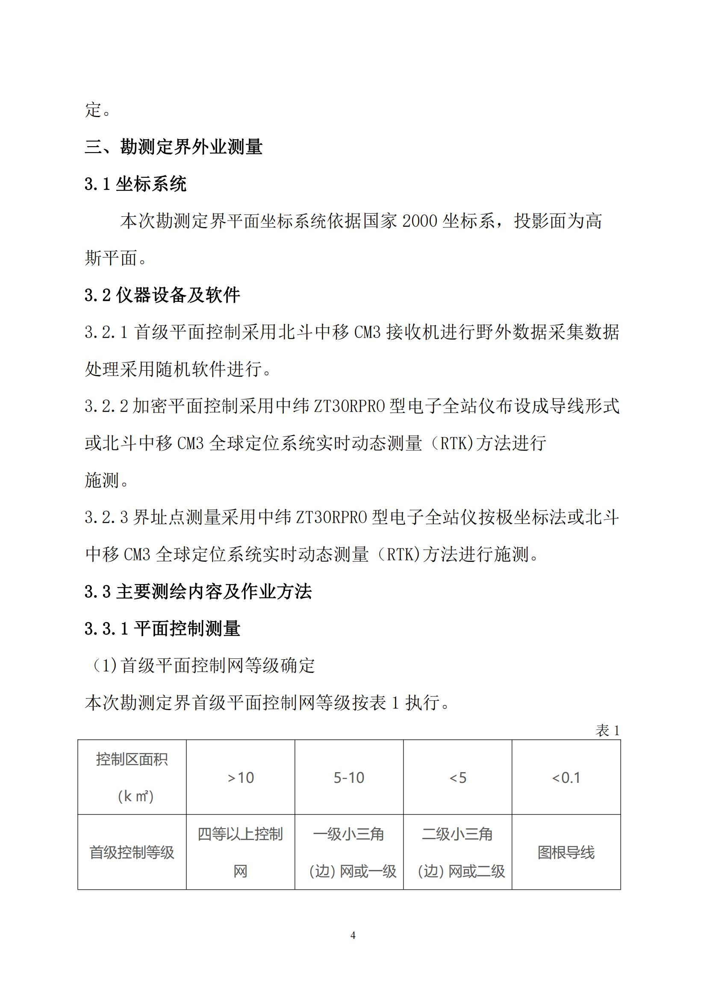 定。
三、勘测定界外业测量
3.1 坐标系统
本次勘测定界平面坐标系统依据国家 2000 坐标系，投影面为高
斯平面。
3.2 仪器设备及软件
3.2.1 首级平面控制采用北斗中移 CM3 接收机进行野外数据采集数据
处理采用随机软件进行。
3.2.2 加密平面控制采用中纬 ZT30RPRO 型电子全站仪布设成导线形式
或北斗中移 CM3 全球定位系统实时动态测量（RTK)方法进行
施测。
3.2.3 界址点测量采用中纬 ZT30RPRO 型电子全站仪按极坐标法或北斗
中移 CM3 全球定位系统实时动态测量（RTK)方法进行施测。
3.3 主要测绘内容及作业方法
3.3.1 平面控制测量
（1)首级平面控制网等级确定
本次勘测定界首级平面控制网等级按表 1 执行。
表 1
控制区面积
（k ㎡）
>10
5-10
<5
<0.1
首级控制等级
四等以上控制
网
一级小三角
（边）网或一级
二级小三角
（边）网或二级
图根导线
4